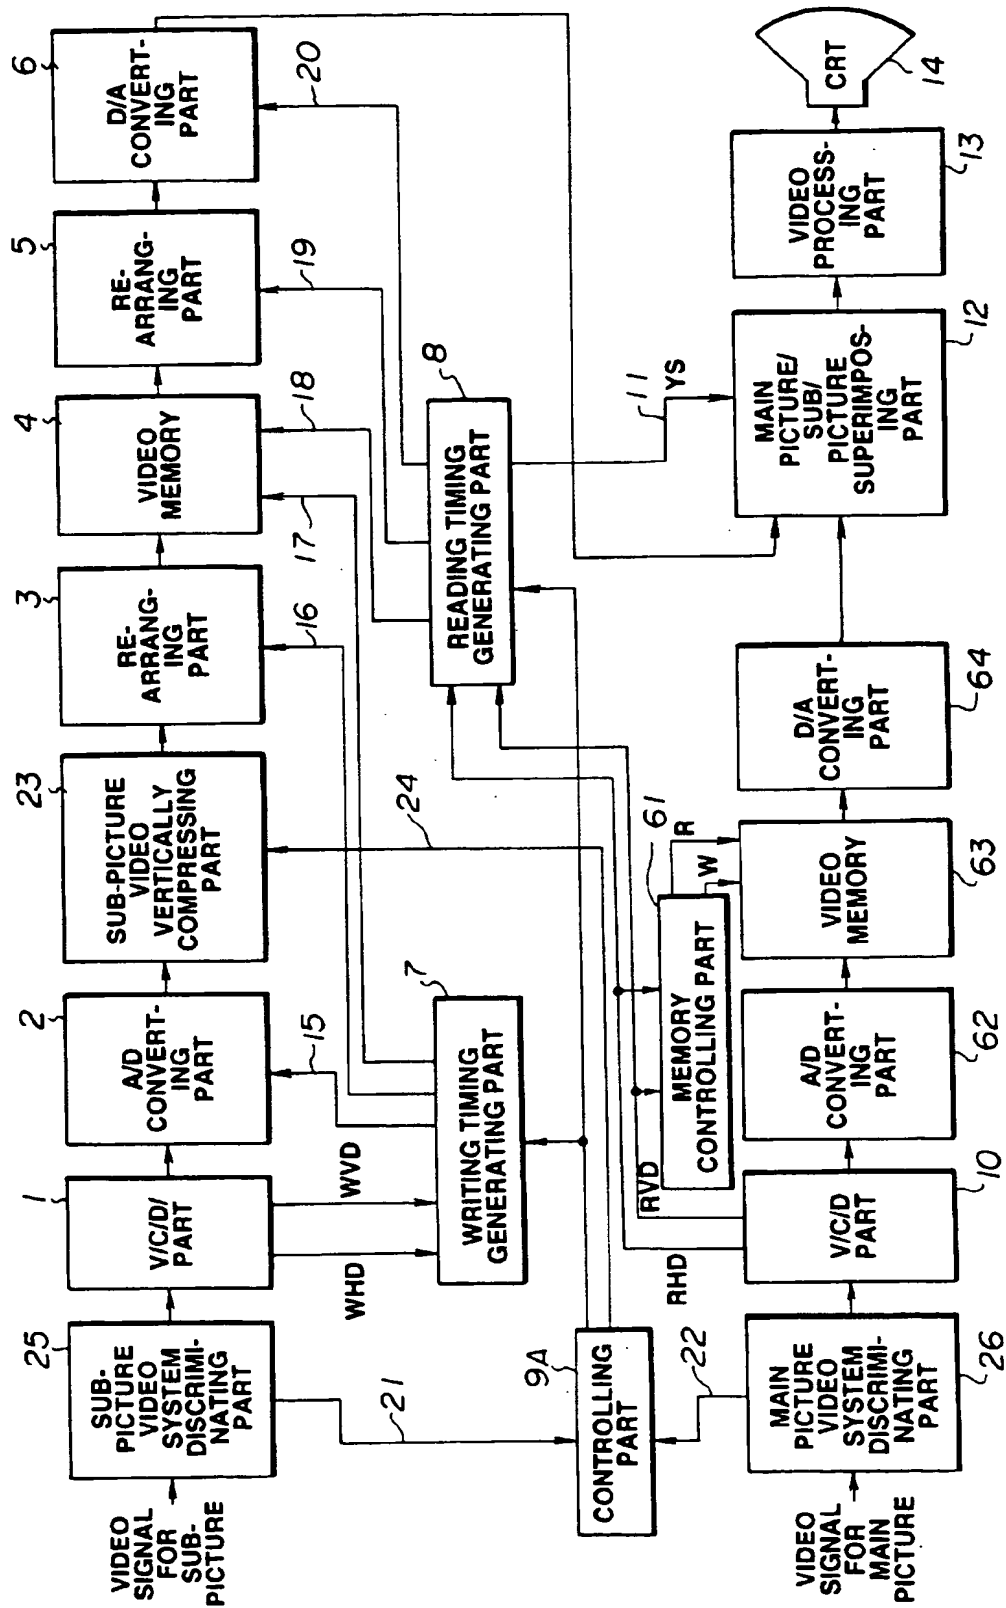 VIDEO
SIGNAL
FOR
SUB-
PICTURE
25
SUB-
PICTURE
VIDEO
SYSTEM
DISCRIMI-
NATING
PART
1
V/C/D/
PART
2
A/D
CONVERT-
ING
PART
23
SUB-PICTURE
VIDEO
VERTICALLY
COMPRESSING
PART
3
RE-
ARRANG-
ING
PART
4
VIDEO
MEMORY
5
RE-
ARRANG-
ING
PART
6
D/A
CONVERT-
ING
PART
21
WHD
WVD
15
24
16
17
18
19
20
7
WRITING TIMING
GENERATING PART
8
READING TIMING
GENERATING PART
9A
CONTROLLING
PART
22
RHD
RVD
61
MEMORY
CONTROLLING PART
R
W
11
YS
VIDEO
SIGNAL
FOR
MAIN
PICTURE
MAIN
PICTURE
VIDEO
SYSTEM
DISCRIMI-
NATING
PART
26
V/C/D
PART
10
A/D
CONVERT-
ING
PART
62
VIDEO
MEMORY
63
D/A
CONVERT-
ING
PART
64
MAIN
PICTURE/
SUB/
PICTURE
SUPERIMPOS-
ING
PART
12
VIDEO
PROCESS-
ING
PART
13
CRT
14